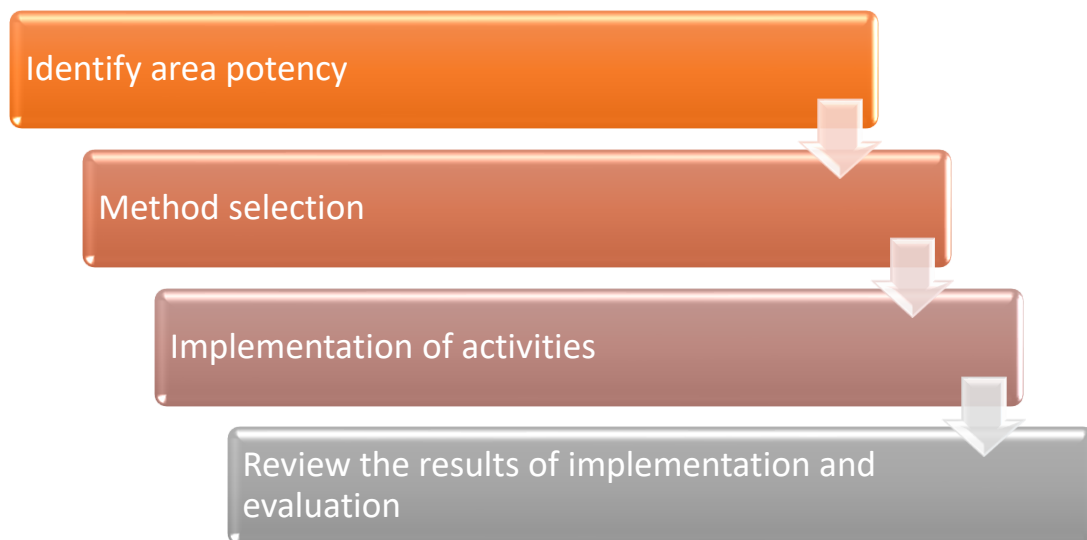 Identify area potency
Method selection
Implementation of activities
Review the results of implementation and
evaluation